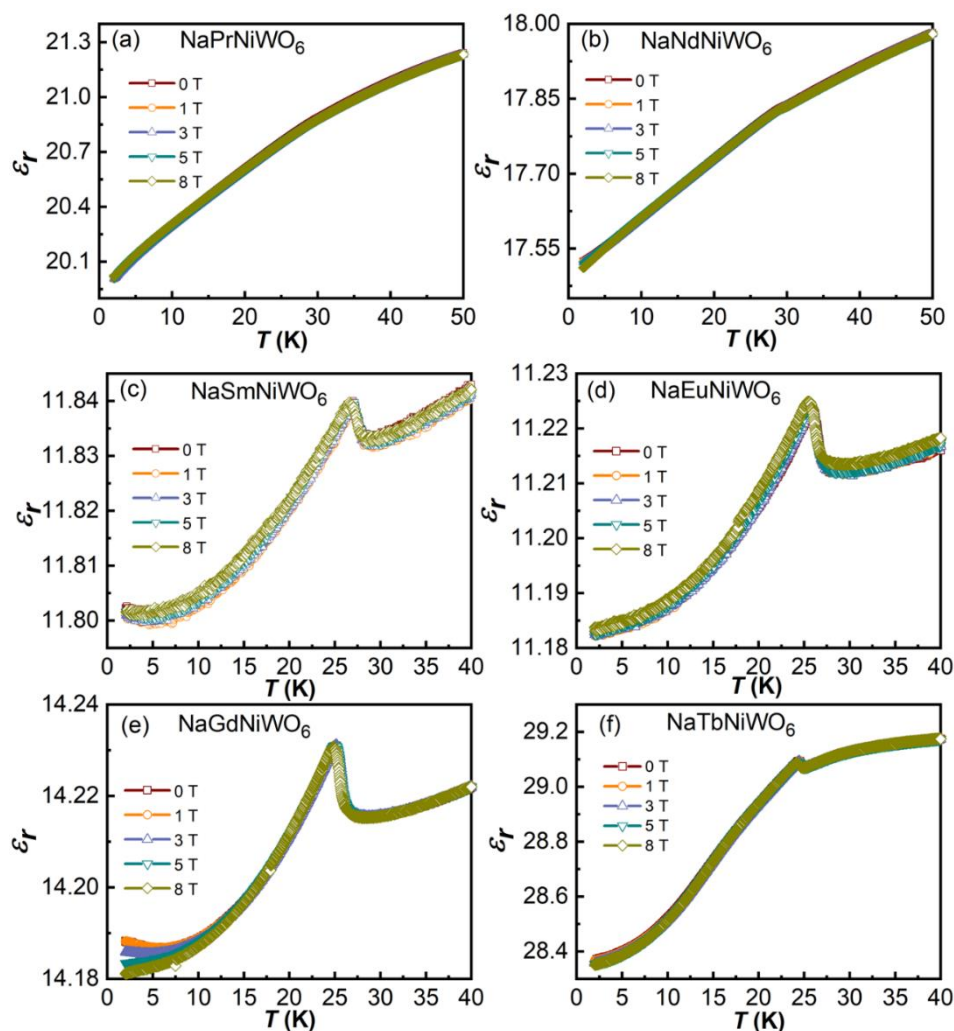 (a) NaPrNiWO6
21.3
21.0
20.7
20.4
20.1
εr
0 T
1 T
3 T
5 T
8 T
0 10 20 30 40 50
T (K)
(b) NaNdNiWO6
18.00
17.85
17.70
17.55
εr
0 T
1 T
3 T
5 T
8 T
0 10 20 30 40 50
T (K)
(c) NaSmNiWO6
11.84
11.83
11.82
11.81
11.80
εr
0 T
1 T
3 T
5 T
8 T
0 5 10 15 20 25 30 35 40
T (K)
(d) NaEuNiWO6
11.23
11.22
11.21
11.20
11.19
11.18
εr
0 T
1 T
3 T
5 T
8 T
0 5 10 15 20 25 30 35 40
T (K)
(e) NaGdNiWO6
14.24
14.22
14.20
14.18
εr
0 T
1 T
3 T
5 T
8 T
0 5 10 15 20 25 30 35 40
T (K)
(f) NaTbNiWO6
29.2
29.0
28.8
28.6
28.4
εr
0 T
1 T
3 T
5 T
8 T
0 5 10 15 20 25 30 35 40
T (K)